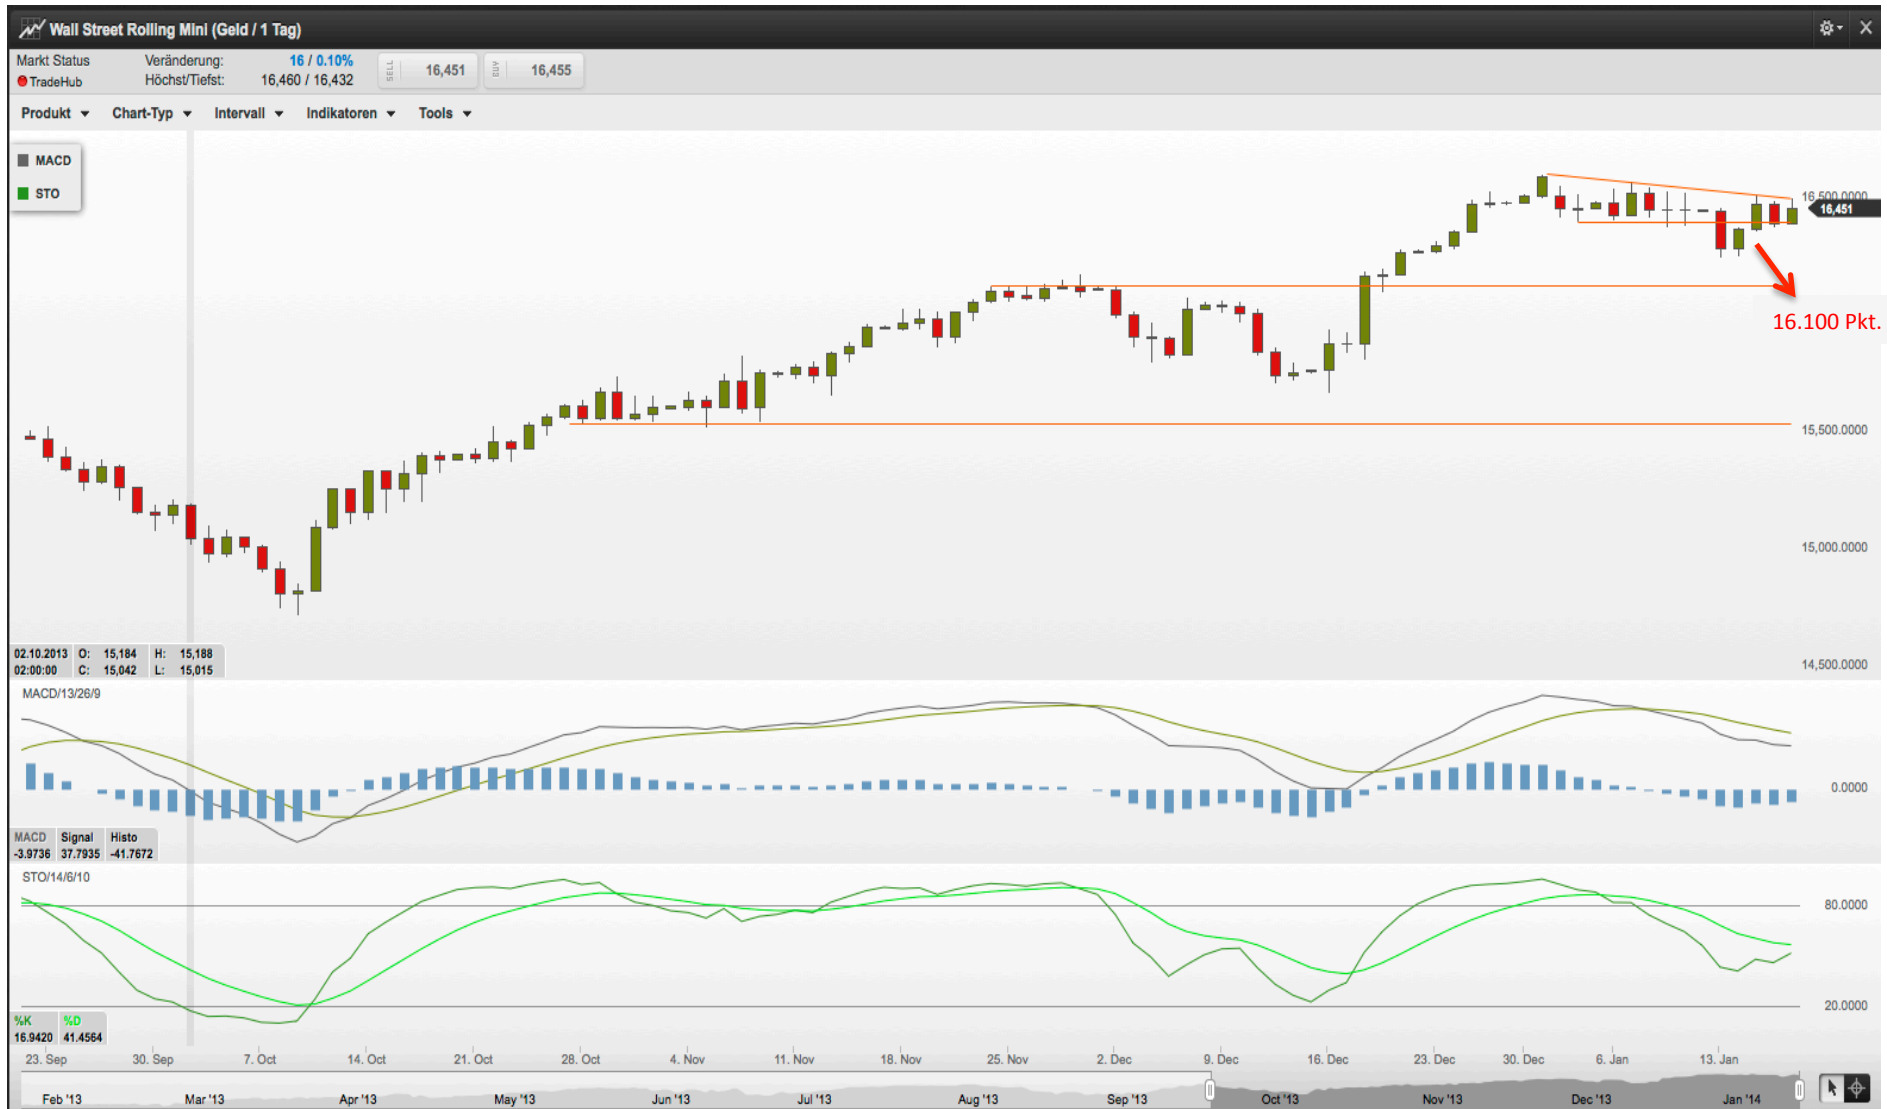 Wall Street Rolling Mini (Geld / 1 Tag)
Markt Status Veränderung: 16 / 0.10%
TradeHub Höchst/Tiefst: 16,460 / 16,432
SELL 16,451 BUY 16,455
Produkt Chart-Typ Intervall Indikatoren Tools
MACD
STO
16,500.0000
16,451
16.100 Pkt.
15,500.0000
15,000.0000
14,500.0000
02.10.2013 O: 15,184 H: 15,188
02:00:00 C: 15,042 L: 15,015
MACD/13/26/9
0.0000
MACD Signal Histo
-3.9736 37.7935 -41.7672
STO/14/6/10
80.0000
20.0000
%K %D
16.9420 41.4564
23. Sep 30. Sep 7. Oct 14. Oct 21. Oct 28. Oct 4. Nov 11. Nov 18. Nov 25. Nov 2. Dec 9. Dec 16. Dec 23. Dec 30. Dec 6. Jan 13. Jan
Feb '13 Mar '13 Apr '13 May '13 Jun '13 Jul '13 Aug '13 Sep '13 Oct '13 Nov '13 Dec '13 Jan '14